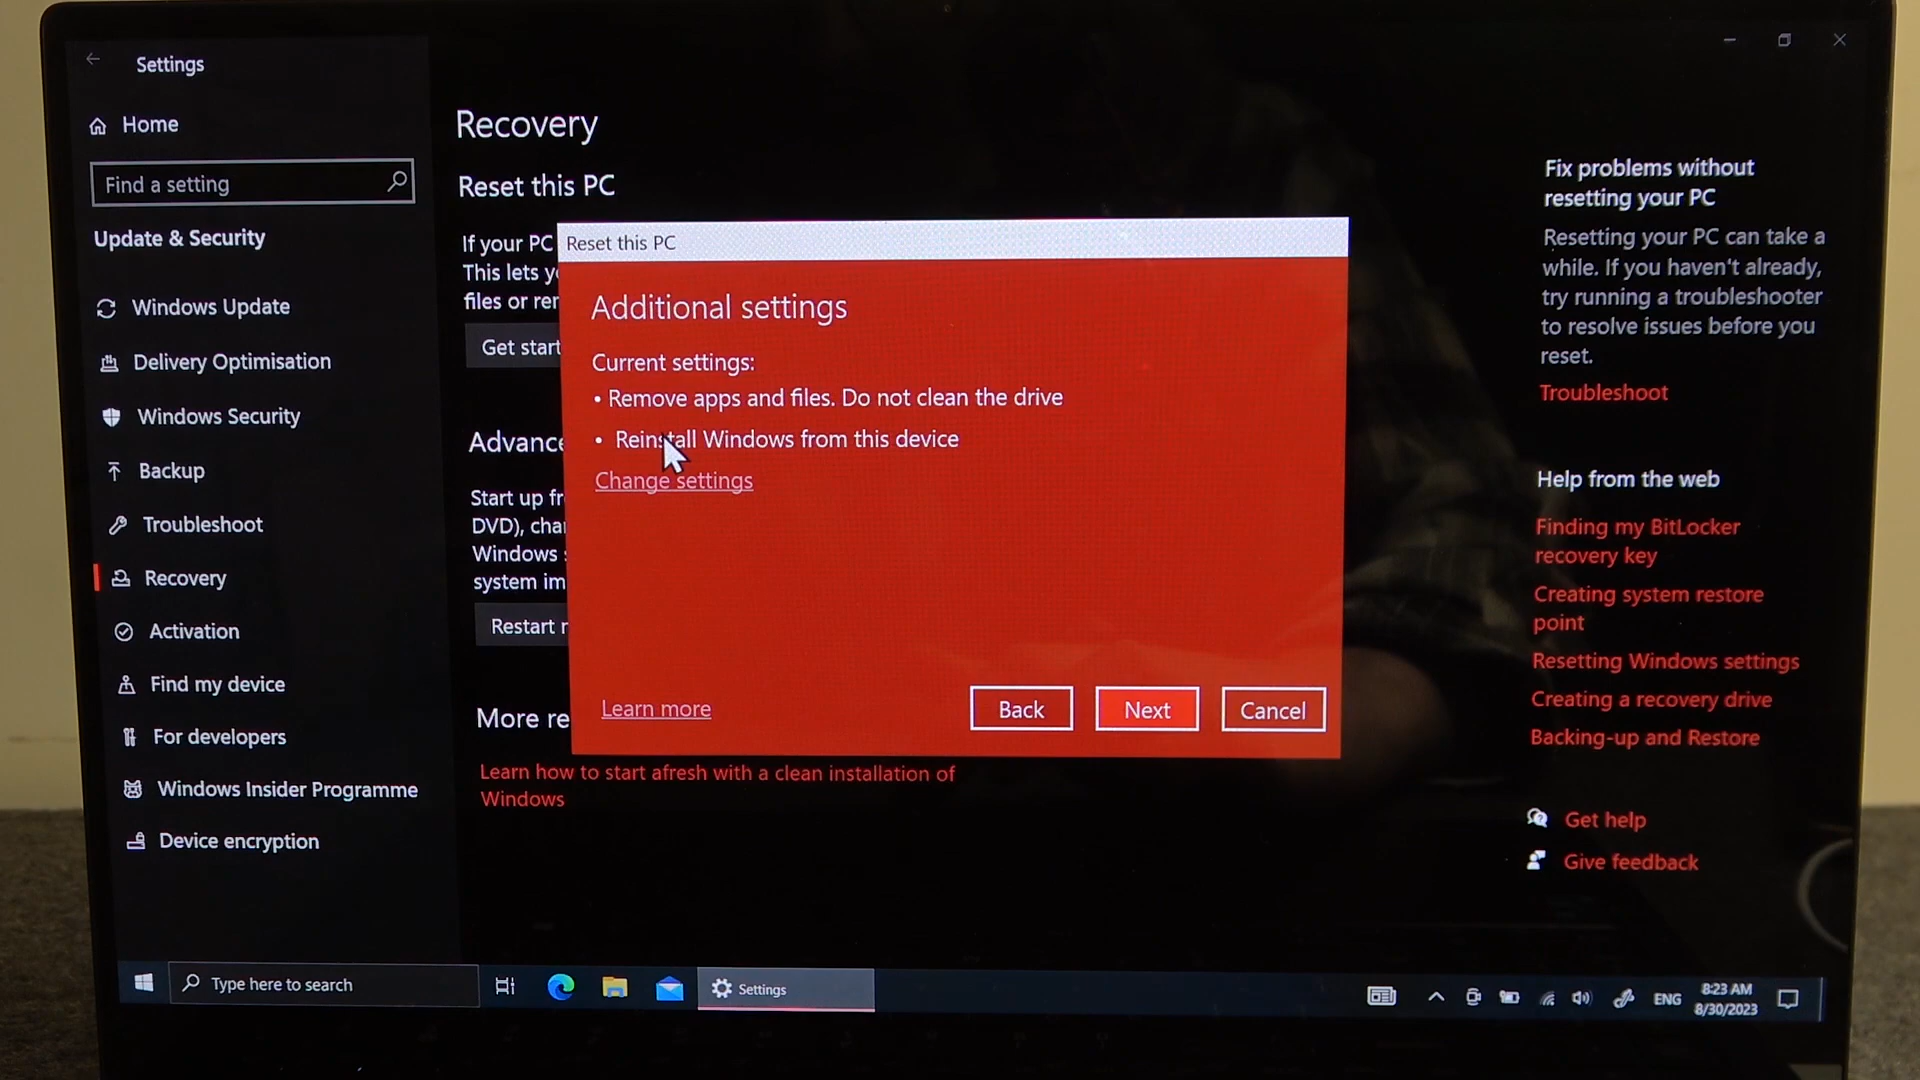 Settings
Home
Find a setting
Update & Security
Windows Update
Delivery Optimisation
Windows Security
Backup
Troubleshoot
Recovery
Activation
Find my device
For developers
Windows Insider Programme
Device encryption
Recovery
Reset this PC
If your PC
This lets
files or
Get
Start up
DVD),
Windows
system
Restart
More
Learn how to start afresh with a clean installation of
Windows
Reset this PC
Additional settings
Current settings:
• Remove apps and files. Do not clean the drive
• Reinstall Windows from this device
Change settings
Learn more
Back
Next
Cancel
Fix problems without
resetting your PC
Resetting your PC can take a
while. If you haven't already,
try running a troubleshooter
to resolve issues before you
reset.
Troubleshoot
Help from the web
Finding my BitLocker
recovery key
Creating system restore
point
Resetting Windows settings
Creating a recovery drive
Backing-up and Restore
Get help
Give feedback
Type here to search
Settings
ENG
8:23 AM
8/30/2023